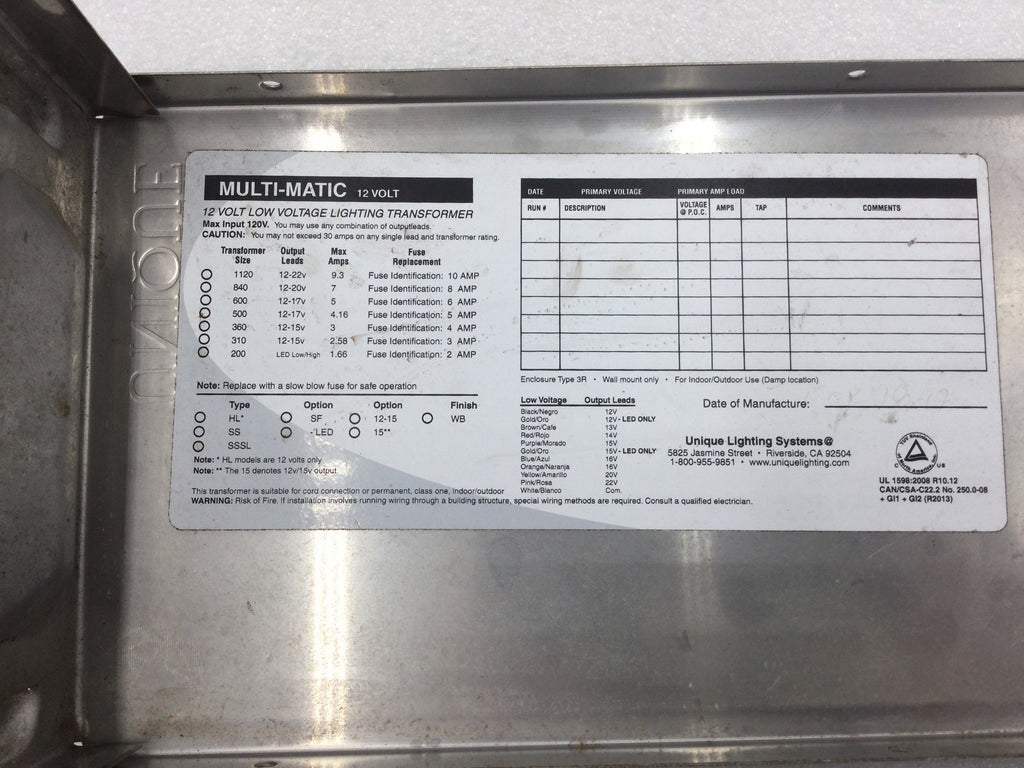 UNIQUE
MULTI-MATIC 12 VOLT
12 VOLT LOW VOLTAGE LIGHTING TRANSFORMER
Max Input 120V. You may use any combination of outputleads.
CAUTION: You may not exceed 30 amps on any single lead and transformer rating.
Transformer Size Output Leads Max Amps Fuse Replacement
1120 12-22v 9.3 Fuse Identification: 10 AMP
840 12-20v 7 Fuse Identification: 8 AMP
600 12-17v 5 Fuse Identification: 6 AMP
500 12-17v 4.16 Fuse Identification: 5 AMP
360 12-15v 3 Fuse Identification: 4 AMP
310 12-15v 2.58 Fuse Identification: 3 AMP
200 LED Low/High 1.66 Fuse Identification: 2 AMP
Note: Replace with a slow blow fuse for safe operation
Type Option Option Finish
HL* SF 12-15 WB
SS -LED 15**
SSSL
Note: * HL models are 12 volts only
Note: ** The 15 denotes 12v/15v output.
This transformer is suitable for cord connection or permanent, class one, indoor/outdoor
WARNING: Risk of Fire. If installation involves running wiring through a building structure, special wiring methods are required. Consult a qualified electrician.
DATE PRIMARY VOLTAGE PRIMARY AMP LOAD
RUN # DESCRIPTION VOLTAGE @ P.O.C. AMPS TAP COMMENTS
Enclosure Type 3R • Wall mount only • For Indoor/Outdoor Use (Damp location)
Low Voltage Output Leads
Black/Negro 12V
Gold/Oro 12V - LED ONLY
Brown/Cafe 13V
Red/Rojo 14V
Purple/Morado 15V
Gold/Oro 15V - LED ONLY
Blue/Azul 16V
Orange/Naranja 16V
Yellow/Amarillo 20V
Pink/Rosa 22V
White/Blanco Com.
Date of Manufacture:
Unique Lighting Systems®
5825 Jasmine Street • Riverside, CA 92504
1-800-955-9851 • www.uniquelighting.com
TUV Rheinland
of North America, Inc.
C US
UL 1598:2008 R10.12
CAN/CSA-C22.2 No. 250.0-08
+ GI1 + GI2 (R2013)